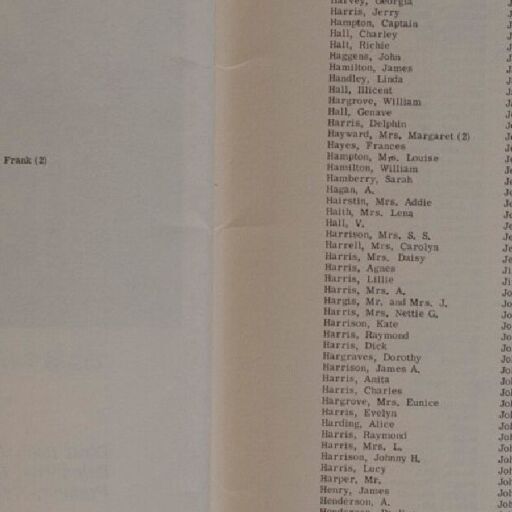 Frank (2)
Harvey, Georgia
Harris, Jerry
Hampton, Captain
Hall, Charley
Halt, Richie
Haggens, John
Hamilton, James
Handley, Linda
Hall, Illicent
Hargrove, William
Hall, Genave
Harris, Delphin
Hayward, Mrs. Margaret (2)
Hayes, Frances
Hampton, Mrs. Louise
Hamilton, William
Hamberry, Sarah
Hagan, A.
Hairstin, Mrs. Addie
Haith, Mrs. Lena
Hall, V.
Harrison, Mrs. S. S.
Harrell, Mrs. Carolyn
Harris, Mrs. Daisy
Harris, Agnes
Harris, Lillie
Harris, Mrs. A.
Hargis, Mr. and Mrs. J.
Harris, Mrs. Nettie G.
Harrison, Kate
Harris, Raymond
Harris, Dick
Hargraves, Dorothy
Harrison, James A.
Harris, Anita
Harris, Charles
Hargrove, Mrs. Eunice
Harris, Evelyn
Harding, Alice
Harris, Raymond
Harris, Mrs. L.
Harrison, Johnny H.
Harris, Lucy
Harper, Mr.
Henry, James
Henderson, A.